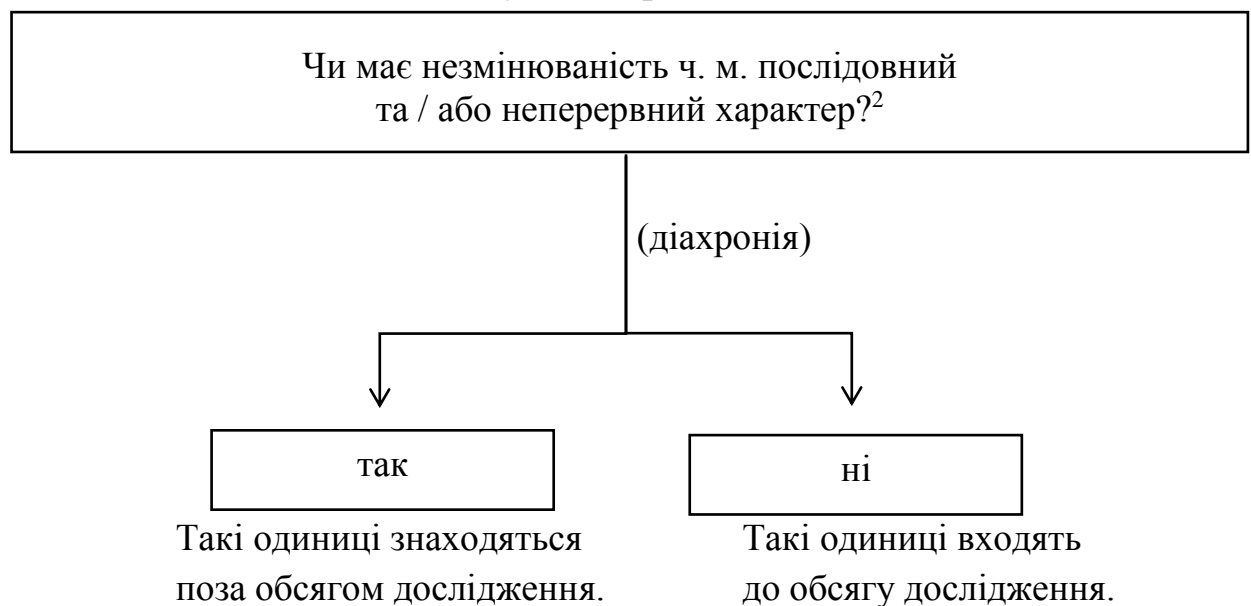 Чи має незмінюваність ч. м. послідовний
та / або неперервний характер?²
(діахронія)
так
ні
Такі одиниці знаходяться
поза обсягом дослідження.
Такі одиниці входять
до обсягу дослідження.